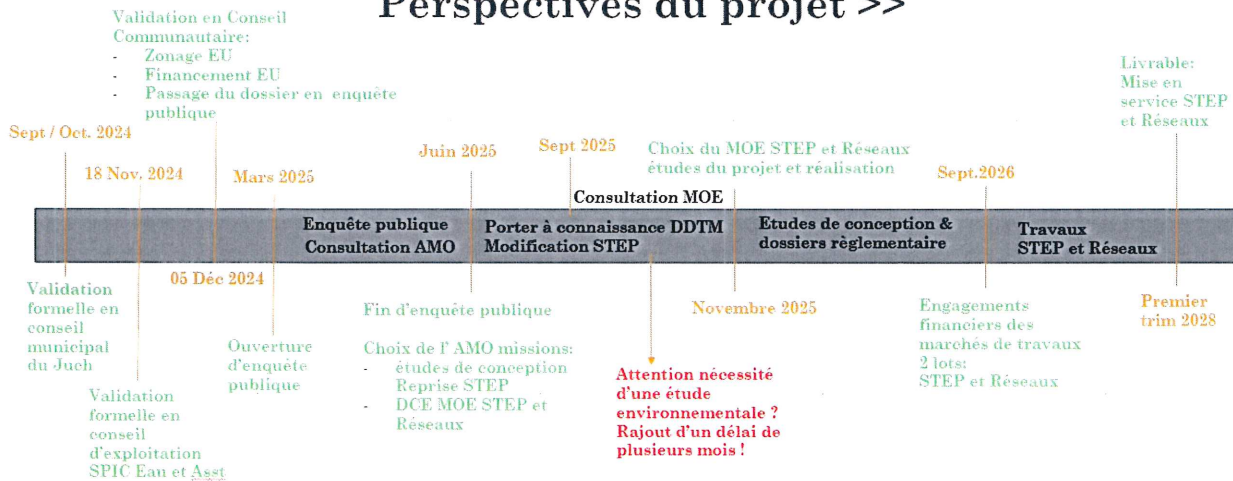 Perspectives du projet >>
Validation en Conseil
Communautaire:
- Zonage EU
- Financement EU
- Passage du dossier en enquête
publique
Livrable:
Mise en
service STEP
et Réseaux
Sept / Oct. 2024
18 Nov. 2024
Mars 2025
Juin 2025
Sept 2025
Choix du MOE STEP et Réseaux
études du projet et réalisation
Sept.2026
Consultation MOE
Enquête publique
Consultation AMO
Porter à connaissance DDTM
Modification STEP
Etudes de conception &
dossiers règlementaire
Travaux
STEP et Réseaux
Validation
formelle en
conseil
municipal
du Juch
05 Déc 2024
Validation
formelle en
conseil
d'exploitation
SPIC Eau et Asst
Ouverture
d'enquête
publique
Fin d'enquête publique
Choix de l' AMO missions:
- études de conception
Reprise STEP
- DCE MOE STEP et
Réseaux
Attention nécessité
d'une étude
environnementale ?
Rajout d'un délai de
plusieurs mois !
Novembre 2025
Engagements
financiers des
marchés de travaux
2 lots:
STEP et Réseaux
Premier
trim 2028